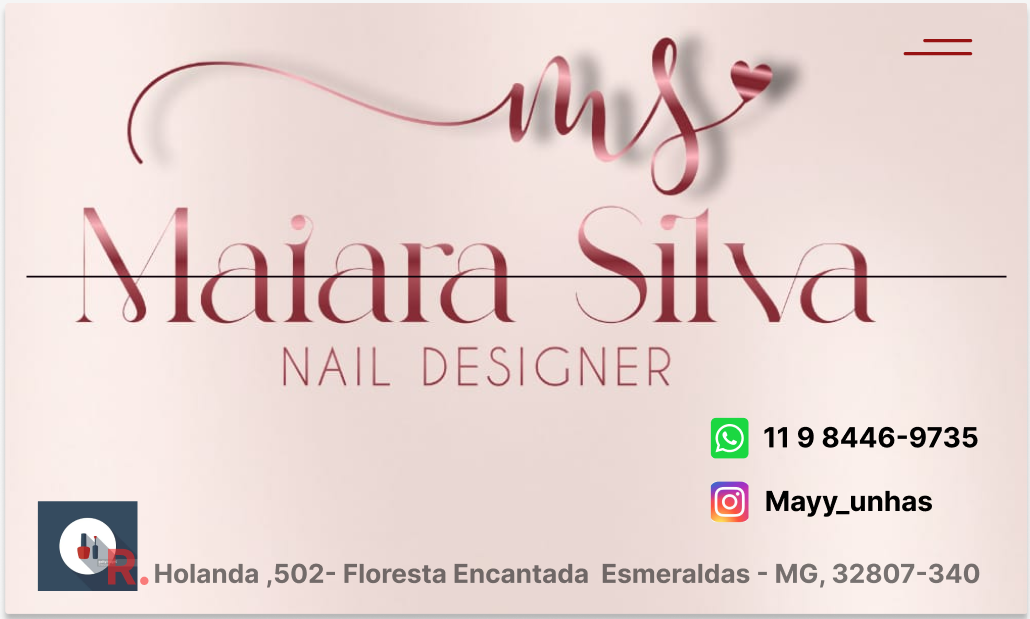 ms
Maiara Silva
NAIL DESIGNER
11 9 8446-9735
Mayy_unhas
R. Holanda ,502- Floresta Encantada Esmeraldas - MG, 32807-340